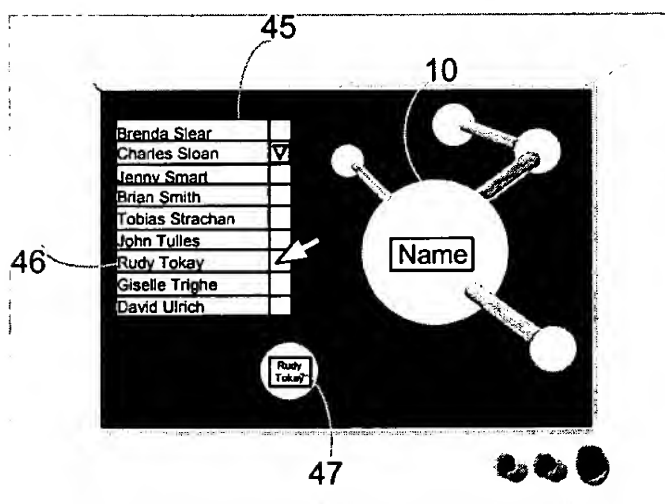 45
10
Brenda Slear
Charles Sloan
Jenny Smart
Brian Smith
Tobias Strachan
John Tulles
46
Rudy Tokay
Giselle Trighe
David Ulrich
Name
Rudy
Tokay
47